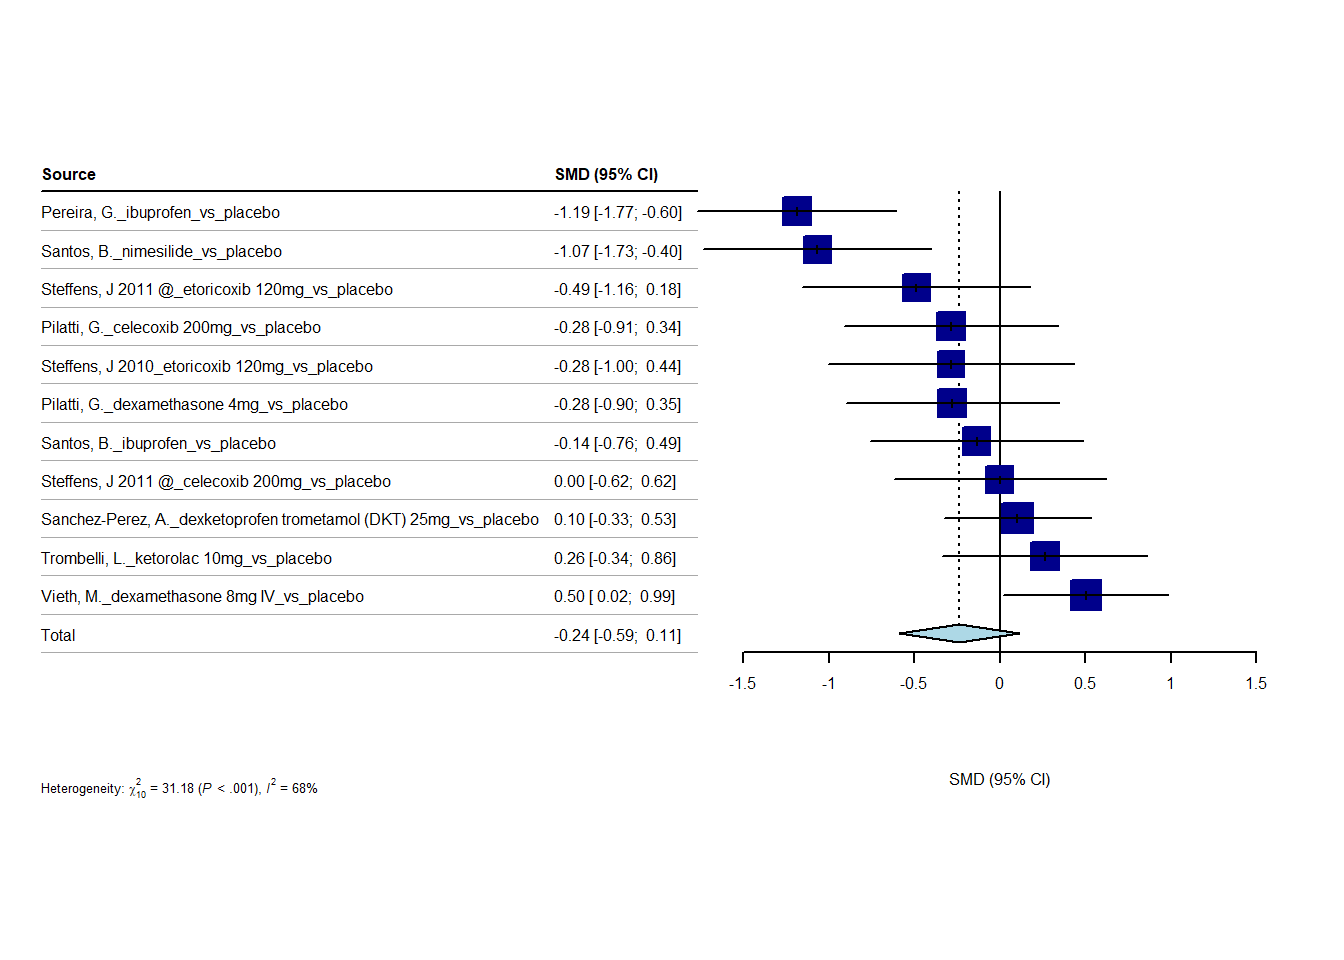 Source SMD (95% CI)
Pereira, G._ibuprofen_vs_placebo -1.19 [-1.77; -0.60]
Santos, B._nimesilide_vs_placebo -1.07 [-1.73; -0.40]
Steffens, J 2011 @_etoricoxib 120mg_vs_placebo -0.49 [-1.16; 0.18]
Pilatti, G._celecoxib 200mg_vs_placebo -0.28 [-0.91; 0.34]
Steffens, J 2010_etoricoxib 120mg_vs_placebo -0.28 [-1.00; 0.44]
Pilatti, G._dexamethasone 4mg_vs_placebo -0.28 [-0.90; 0.35]
Santos, B._ibuprofen_vs_placebo -0.14 [-0.76; 0.49]
Steffens, J 2011 @_celecoxib 200mg_vs_placebo 0.00 [-0.62; 0.62]
Sanchez-Perez, A._dexketoprofen trometamol (DKT) 25mg_vs_placebo 0.10 [-0.33; 0.53]
Trombelli, L._ketorolac 10mg_vs_placebo 0.26 [-0.34; 0.86]
Vieth, M._dexamethasone 8mg IV_vs_placebo 0.50 [ 0.02; 0.99]
Total -0.24 [-0.59; 0.11]
-1.5 -1 -0.5 0 0.5 1 1.5
SMD (95% CI)
Heterogeneity: χ²₁₀ = 31.18 (P < .001), I² = 68%